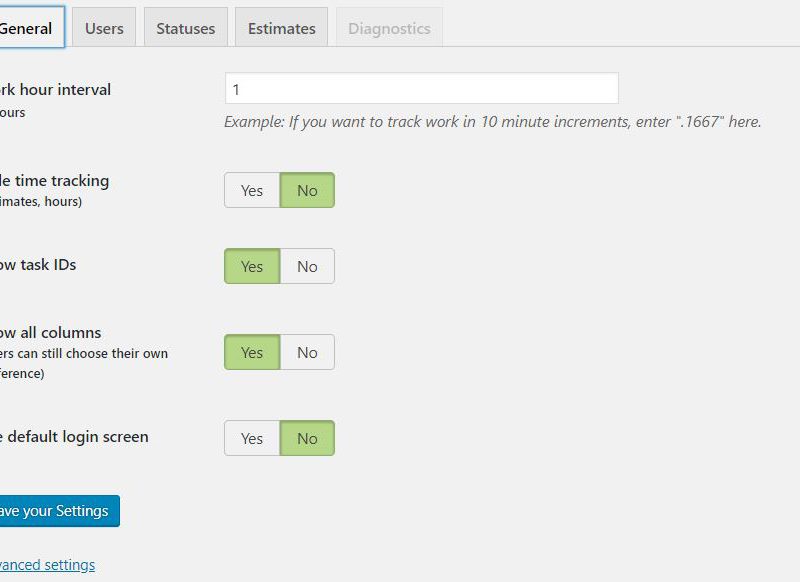 General Users Statuses Estimates Diagnostics
rk hour interval
1
ours
Example: If you want to track work in 10 minute increments, enter ".1667" here.
le time tracking
imates, hours)
Yes No
ow task IDs
Yes No
ow all columns
ers can still choose their own
ference)
Yes No
e default login screen
Yes No
ave your Settings
vanced settings